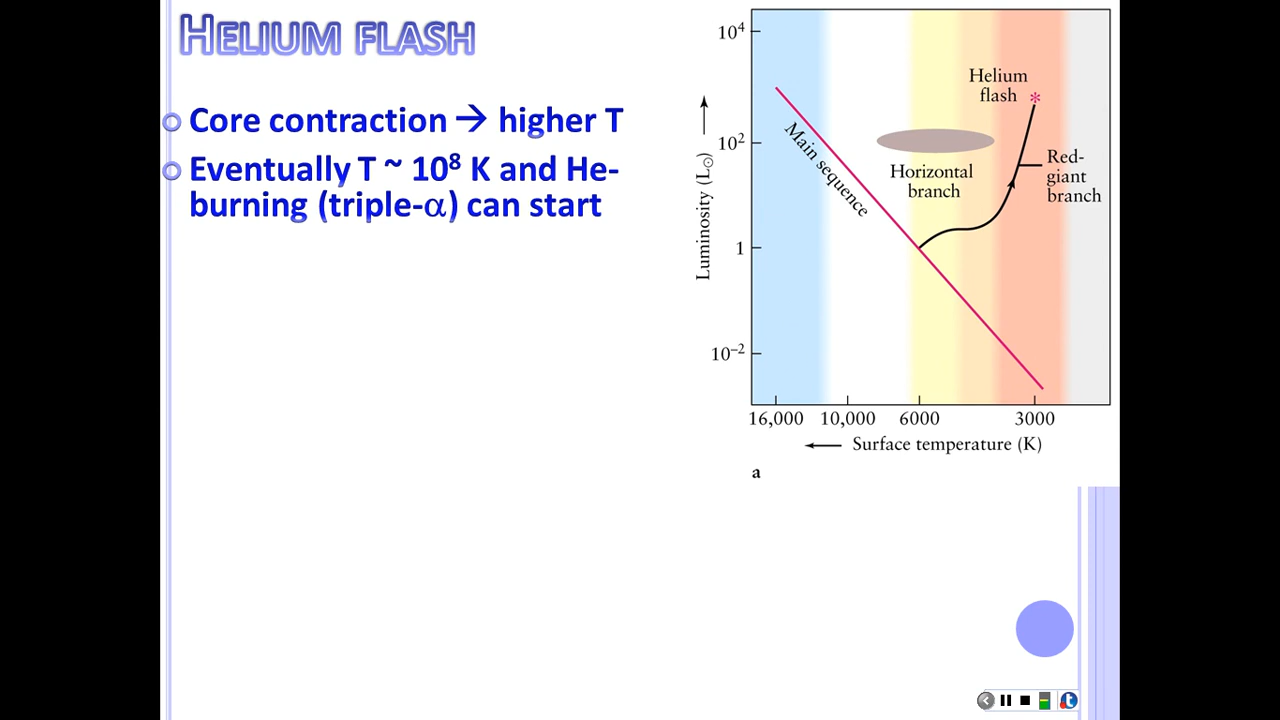 HELIUM FLASH
Core contraction → higher T
Eventually T ~ 10⁸ K and He-
burning (triple-α) can start
10⁴
10²
1
10⁻²
Luminosity (L☉)
Helium
flash
Main sequence
Horizontal
branch
Red-
giant
branch
16,000 10,000 6000 3000
Surface temperature (K)
a